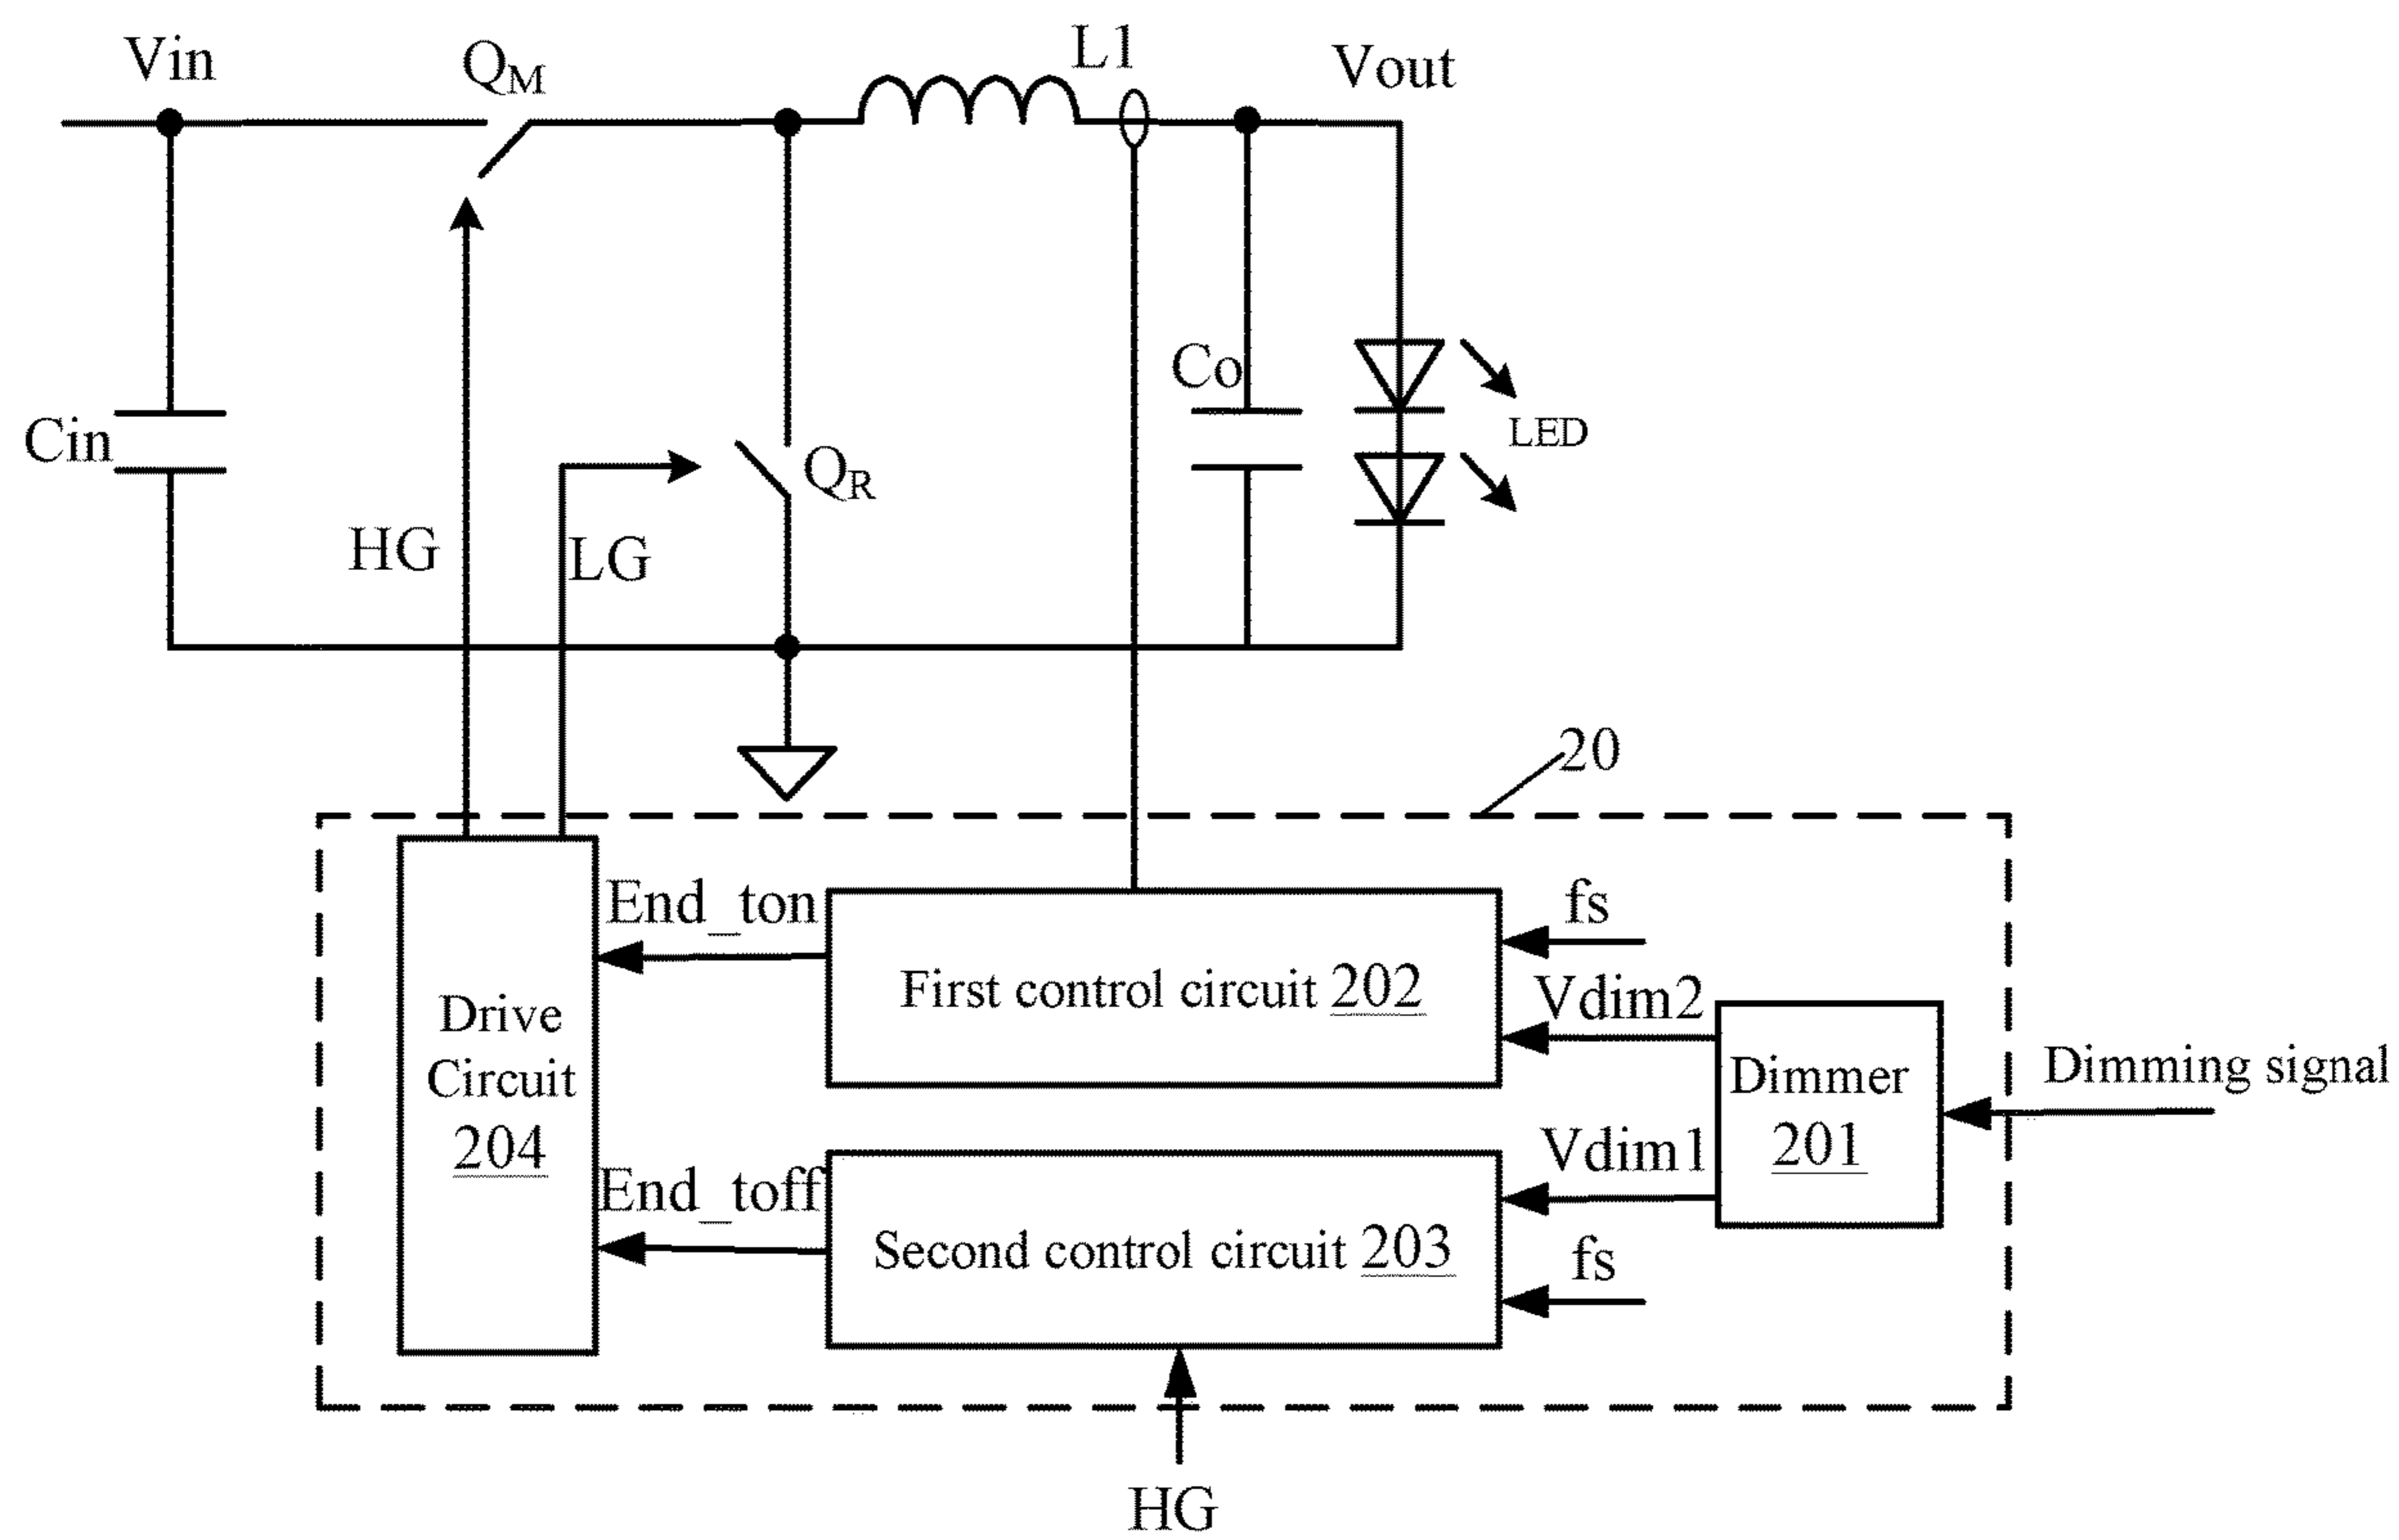 Vin
QM
L1
Vout
Cin
HG
LG
QR
Co
LED
20
End_ton
fs
First control circuit 202
Vdim2
Drive
Circuit
204
Dimmer
201
Dimming signal
Vdim1
End_toff
Second control circuit 203
fs
HG